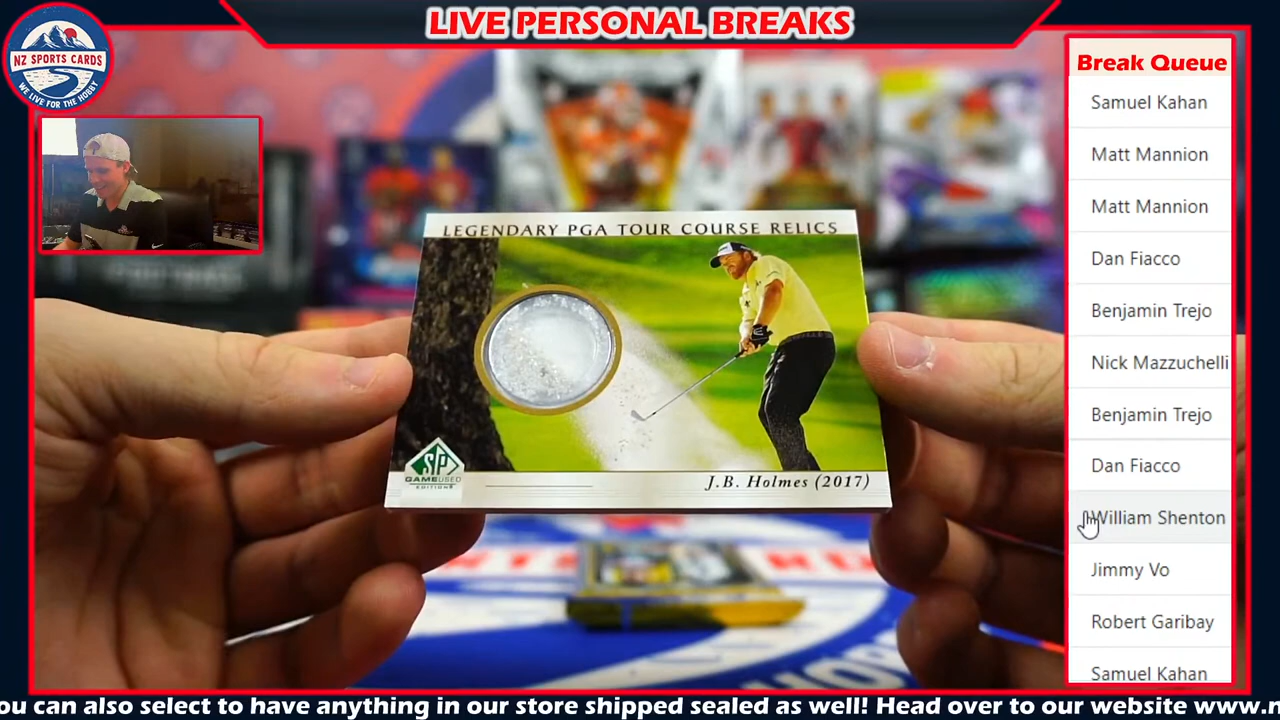 LIVE PERSONAL BREAKS
NZ SPORTS CARDS
WE LIVE FOR THE HOBBY
Break Queue
Samuel Kahan
Matt Mannion
Matt Mannion
Dan Fiacco
Benjamin Trejo
Nick Mazzuchelli
Benjamin Trejo
Dan Fiacco
William Shenton
Jimmy Vo
Robert Garibay
Samuel Kahan
LEGENDARY PGA TOUR COURSE RELICS
SP
GAMEUSED
EDITION
J.B. Holmes (2017)
ou can also select to have anything in our store shipped sealed as well! Head over to our website www.n